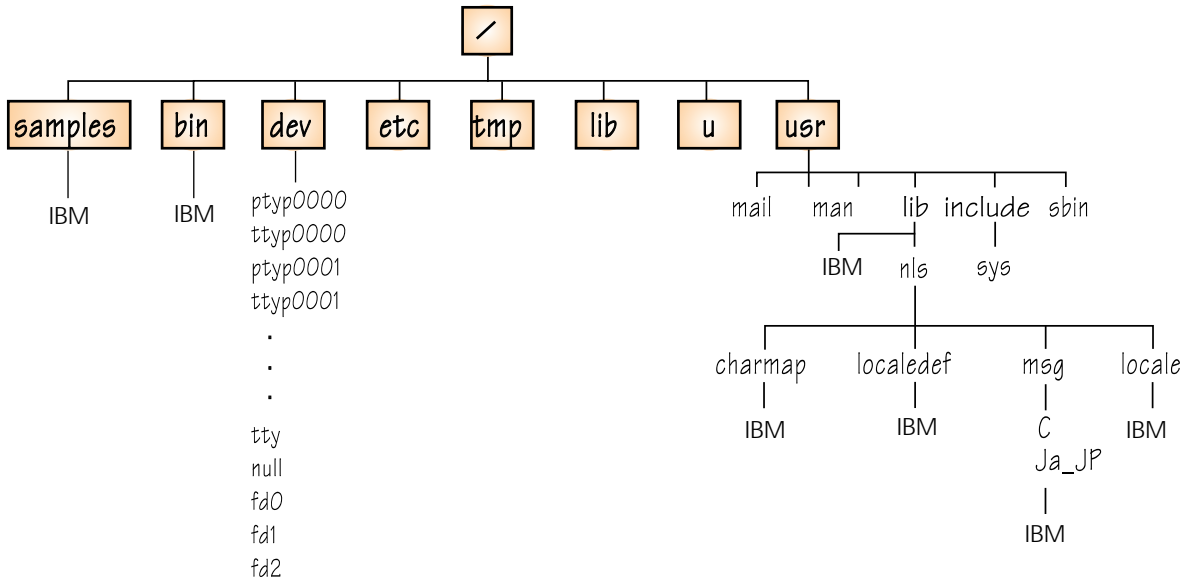 /
samples bin dev etc tmp lib u usr
IBM IBM
ptyp0000
ttyp0000
ptyp0001
ttyp0001
.
.
.
tty
null
fd0
fd1
fd2
mail man lib include sbin
IBM nls sys
charmap localedef msg locale
IBM IBM C IBM
Ja_JP
IBM